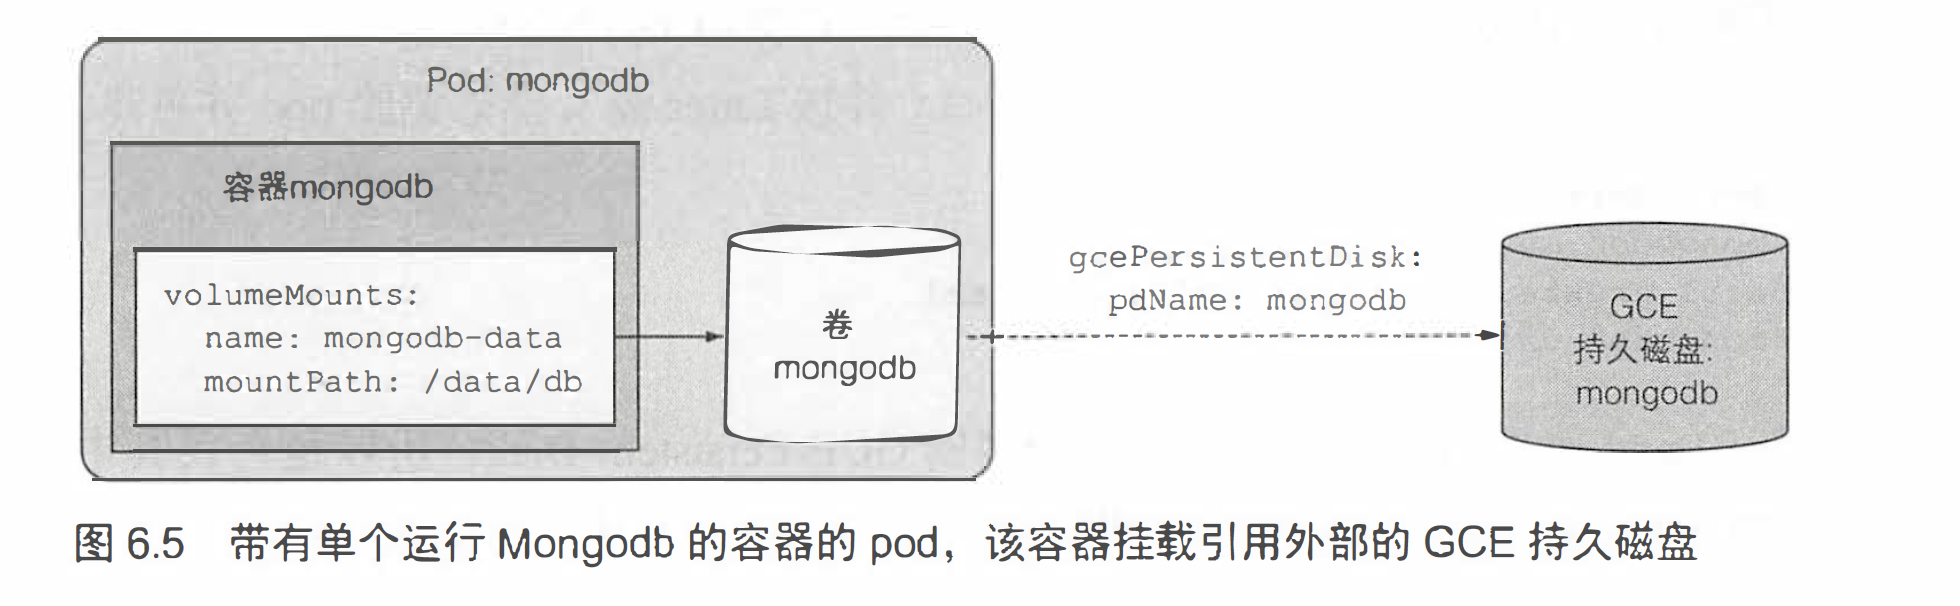 Pod: mongodb
容器mongodb
volumeMounts:
name: mongodb-data
mountPath: /data/db
卷
mongodb
gcePersistentDisk:
pdName: mongodb
GCE
持久磁盘:
mongodb
图 6.5 带有单个运行 Mongodb 的容器的 pod，该容器挂载引用外部的 GCE 持久磁盘